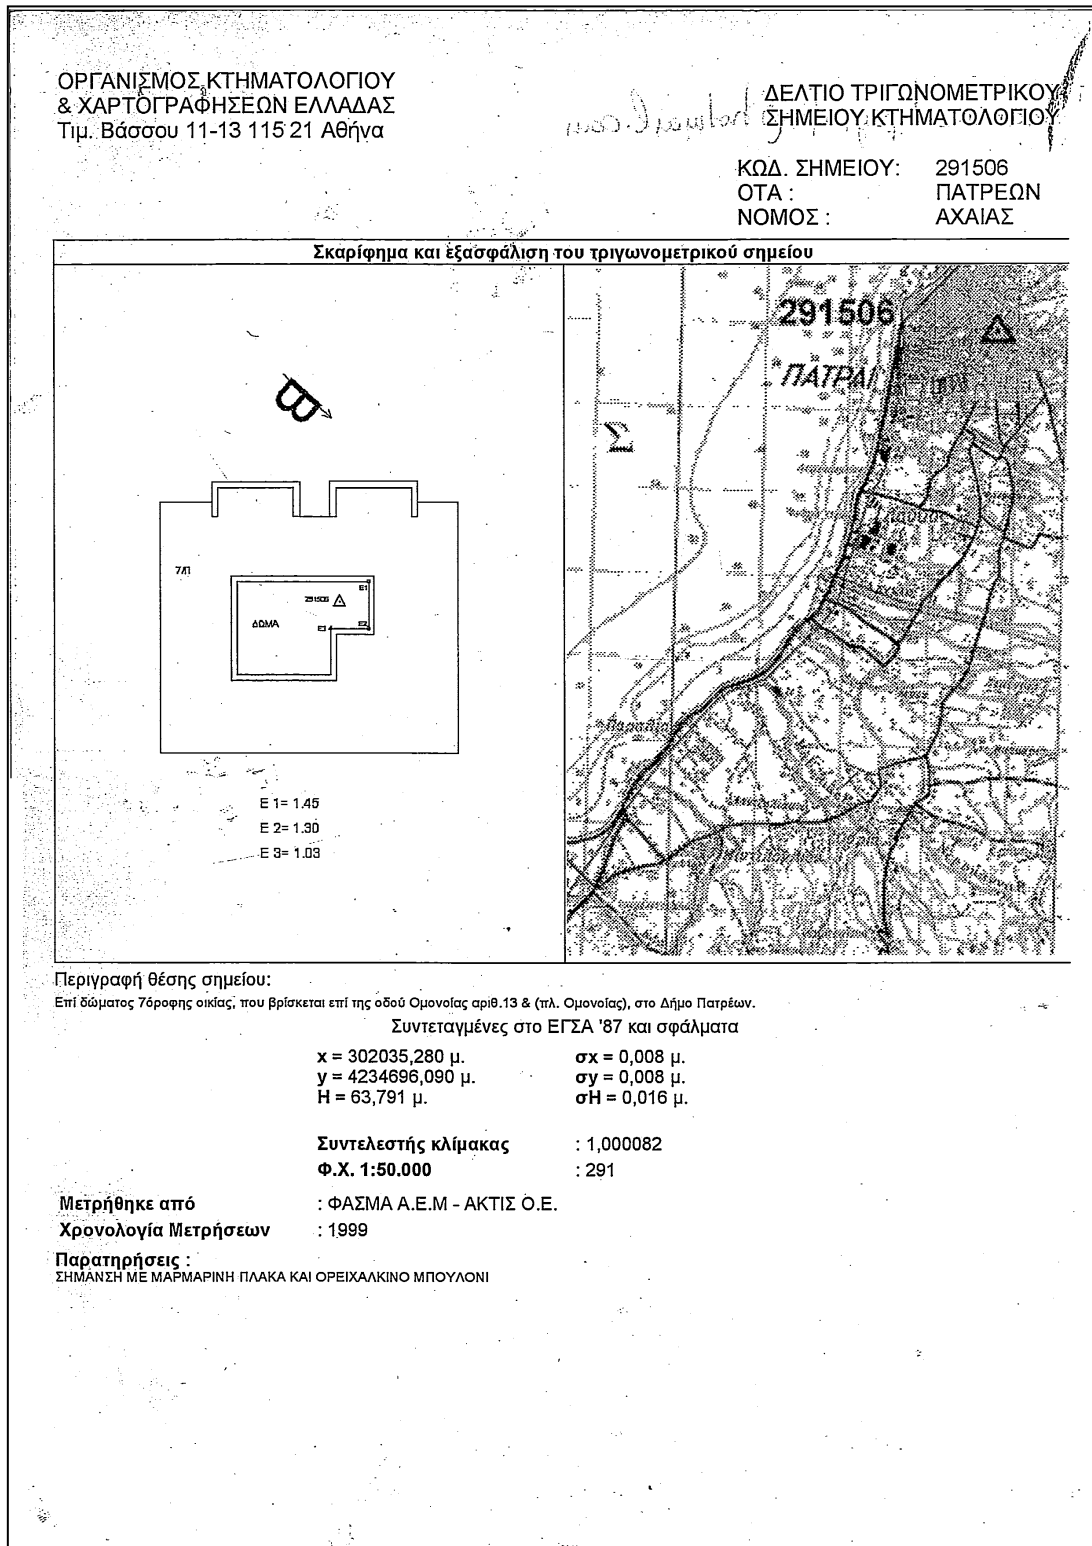 ΟΡΓΑΝΙΣΜΟΣ ΚΤΗΜΑΤΟΛΟΓΙΟΥ
& ΧΑΡΤΟΓΡΑΦΗΣΕΩΝ ΕΛΛΑΔΑΣ
Τιμ. Βάσσου 11-13 115 21 Αθήνα
ΔΕΛΤΙΟ ΤΡΙΓΩΝΟΜΕΤΡΙΚΟΥ
ΣΗΜΕΙΟΥ ΚΤΗΜΑΤΟΛΟΓΙΟΥ
ΚΩΔ. ΣΗΜΕΙΟΥ: 291506
ΟΤΑ : ΠΑΤΡΕΩΝ
ΝΟΜΟΣ : ΑΧΑΙΑΣ
Σκαρίφημα και εξασφάλιση του τριγωνομετρικού σημείου
Β
7/Π
291506
Ε1
ΔΩΜΑ
Ε3
Ε2
Ε 1= 1.45
Ε 2= 1.30
Ε 3= 1.03
291506
ΠΑΤΡΑΙ
Σ
Περιγραφή θέσης σημείου:
Επί δώματος 7όροφης οικίας, που βρίσκεται επί της οδού Ομονοίας αριθ.13 & (πλ. Ομονοίας), στο Δήμο Πατρέων.
Συντεταγμένες στο ΕΓΣΑ '87 και σφάλματα
x = 302035,280 μ. σx = 0,008 μ.
y = 4234696,090 μ. σy = 0,008 μ.
H = 63,791 μ. σH = 0,016 μ.
Συντελεστής κλίμακας : 1,000082
Φ.Χ. 1:50.000 : 291
Μετρήθηκε από : ΦΑΣΜΑ Α.Ε.Μ - ΑΚΤΙΣ Ο.Ε.
Χρονολογία Μετρήσεων : 1999
Παρατηρήσεις :
ΣΗΜΑΝΣΗ ΜΕ ΜΑΡΜΑΡΙΝΗ ΠΛΑΚΑ ΚΑΙ ΟΡΕΙΧΑΛΚΙΝΟ ΜΠΟΥΛΟΝΙ